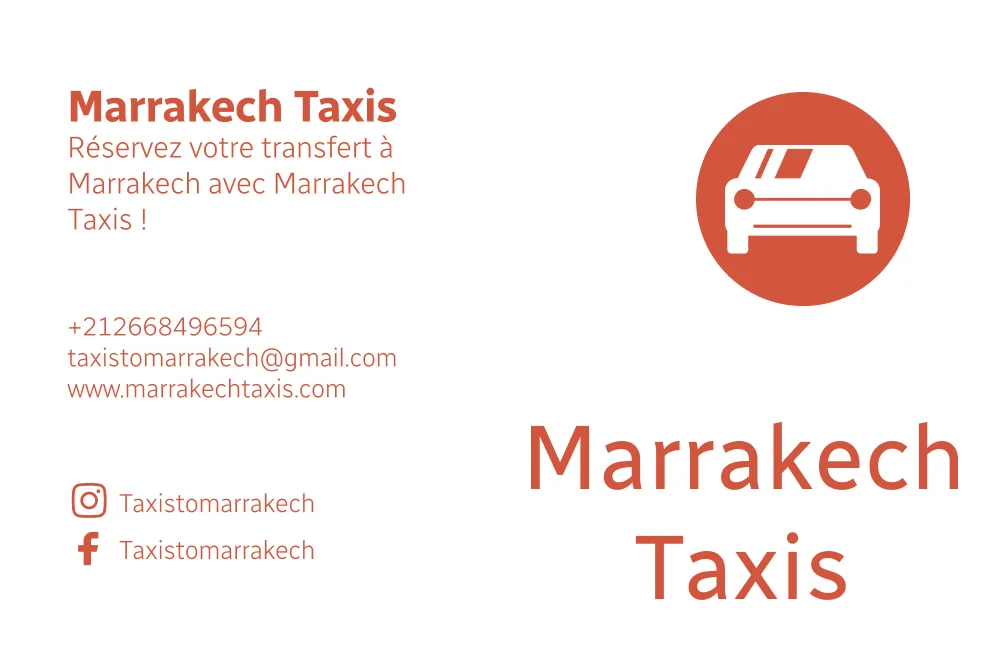 Marrakech Taxis
Réservez votre transfert à
Marrakech avec Marrakech
Taxis !
+212668496594
taxistomarrakech@gmail.com
www.marrakechtaxis.com
Taxistomarrakech
Taxistomarrakech
Marrakech
Taxis